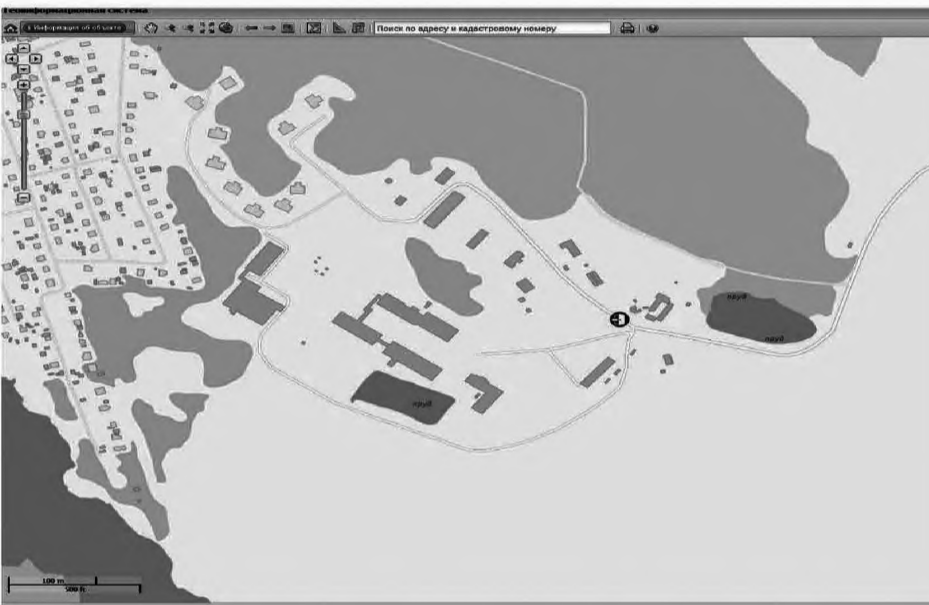 Геоинформационная система
Информация об объекте
Поиск по адресу и кадастровому номеру
пруд
пруд
пруд
100 m
500 ft